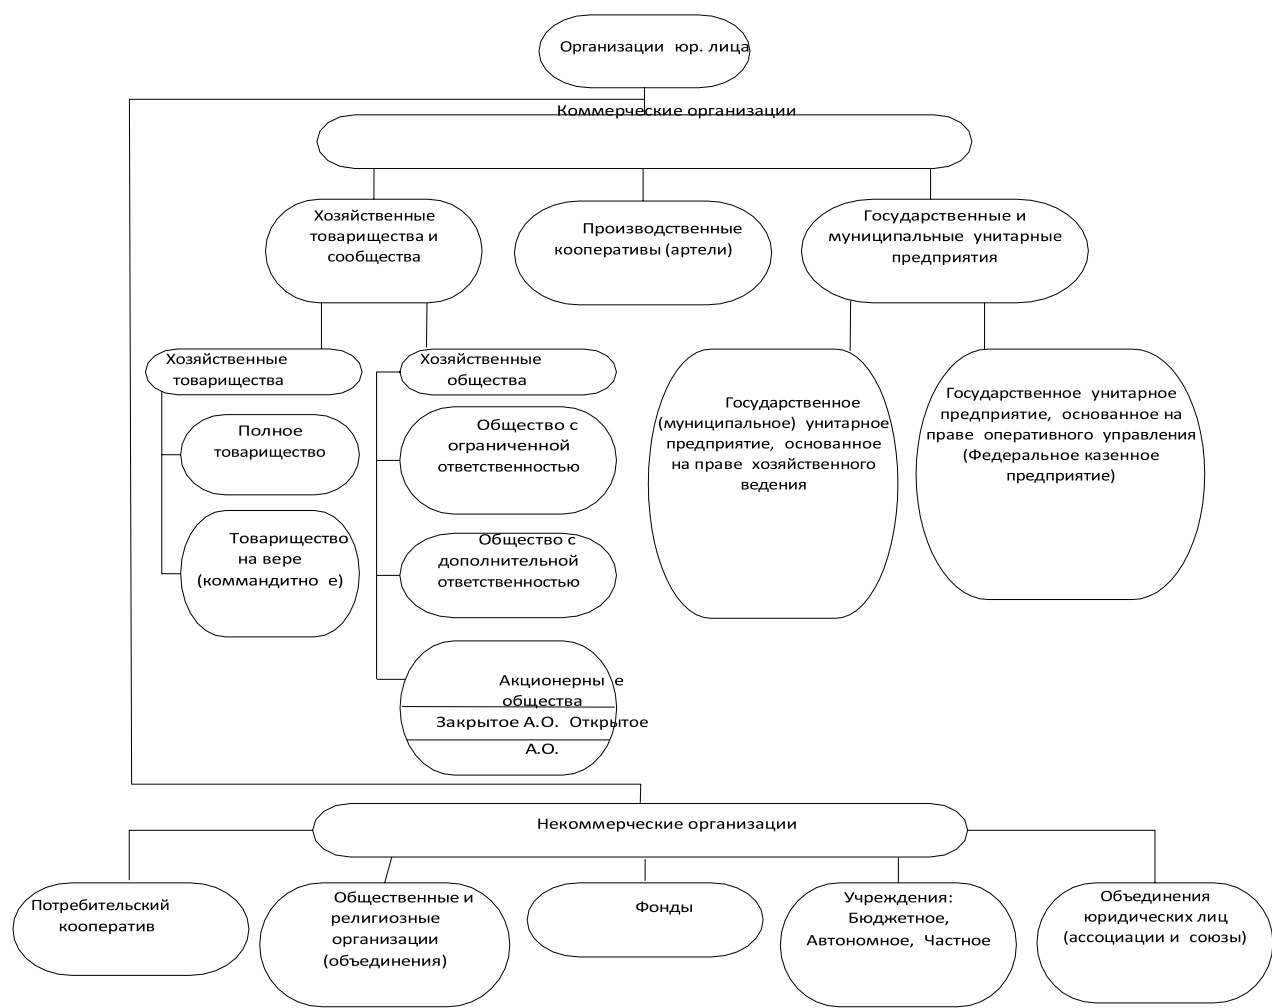 Организации юр. лица
Коммерческие организации
Хозяйственные
товарищества и
сообщества
Производственные
кооперативы (артели)
Государственные и
муниципальные унитарные
предприятия
Хозяйственные
товарищества
Полное
товарищество
Товарищество
на вере
(коммандитно е)
Хозяйственные
общества
Общество с
ограниченной
ответственностью
Общество с
дополнительной
ответственностью
Акционерны е
общества
Закрытое А.О. Открытое
А.О.
Государственное
(муниципальное) унитарное
предприятие, основанное
на праве хозяйственного
ведения
Государственное унитарное
предприятие, основанное на
праве оперативного управления
(Федеральное казенное
предприятие)
Некоммерческие организации
Потребительский
кооператив
Общественные и
религиозные
организации
(объединения)
Фонды
Учреждения:
Бюджетное,
Автономное, Частное
Объединения
юридических лиц
(ассоциации и союзы)